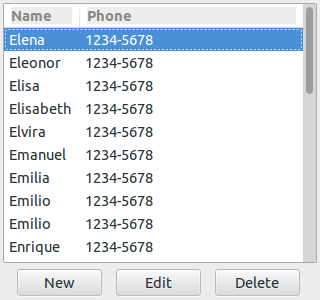 Name Phone
Elena 1234-5678
Eleonor 1234-5678
Elisa 1234-5678
Elisabeth 1234-5678
Elvira 1234-5678
Emanuel 1234-5678
Emilia 1234-5678
Emilio 1234-5678
Emilio 1234-5678
Enrique 1234-5678
New Edit Delete